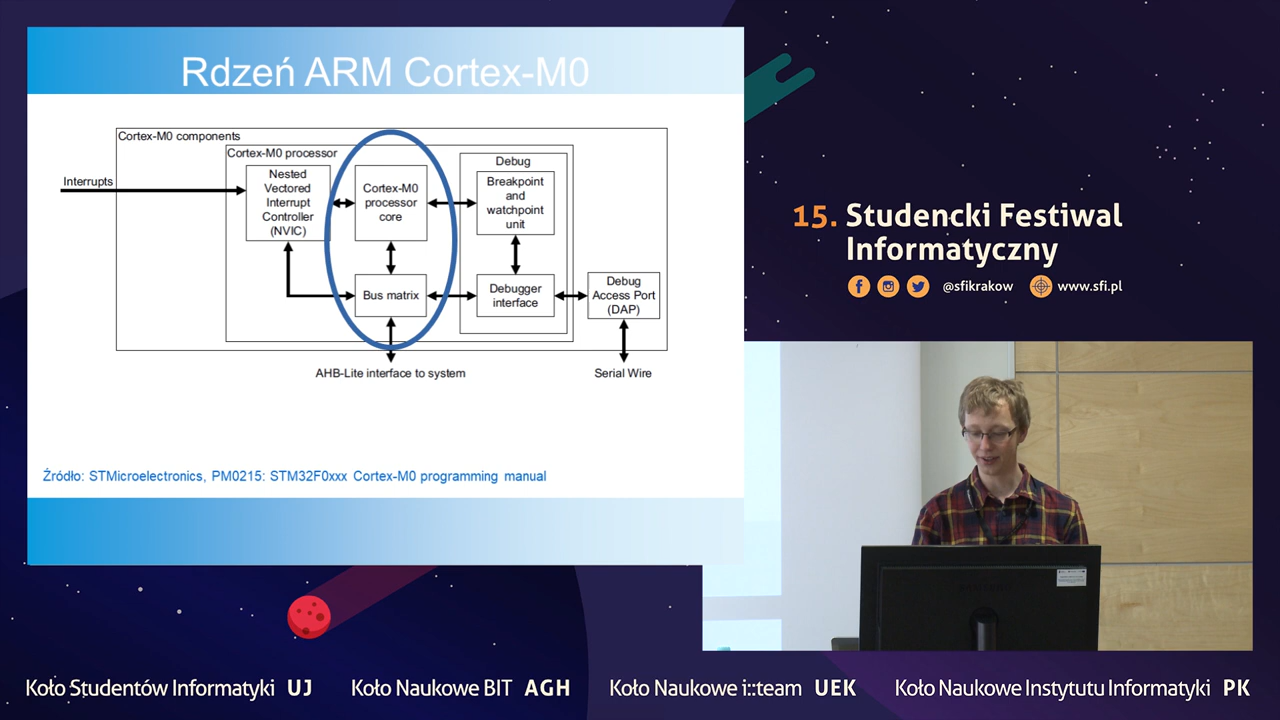 Rdzeń ARM Cortex-M0
Cortex-M0 components
Cortex-M0 processor
Interrupts
Nested
Vectored
Interrupt
Controller
(NVIC)
Cortex-M0
processor
core
Debug
Breakpoint
and
watchpoint
unit
Bus matrix
Debugger
interface
Debug
Access Port
(DAP)
AHB-Lite interface to system
Serial Wire
Źródło: STMicroelectronics, PM0215: STM32F0xxx Cortex-M0 programming manual
15. Studencki Festiwal
Informatyczny
@sfikrakow www.sfi.pl
Koło Studentów Informatyki UJ
Koło Naukowe BIT AGH
Koło Naukowe i::team UEK
Koło Naukowe Instytutu Informatyki PK